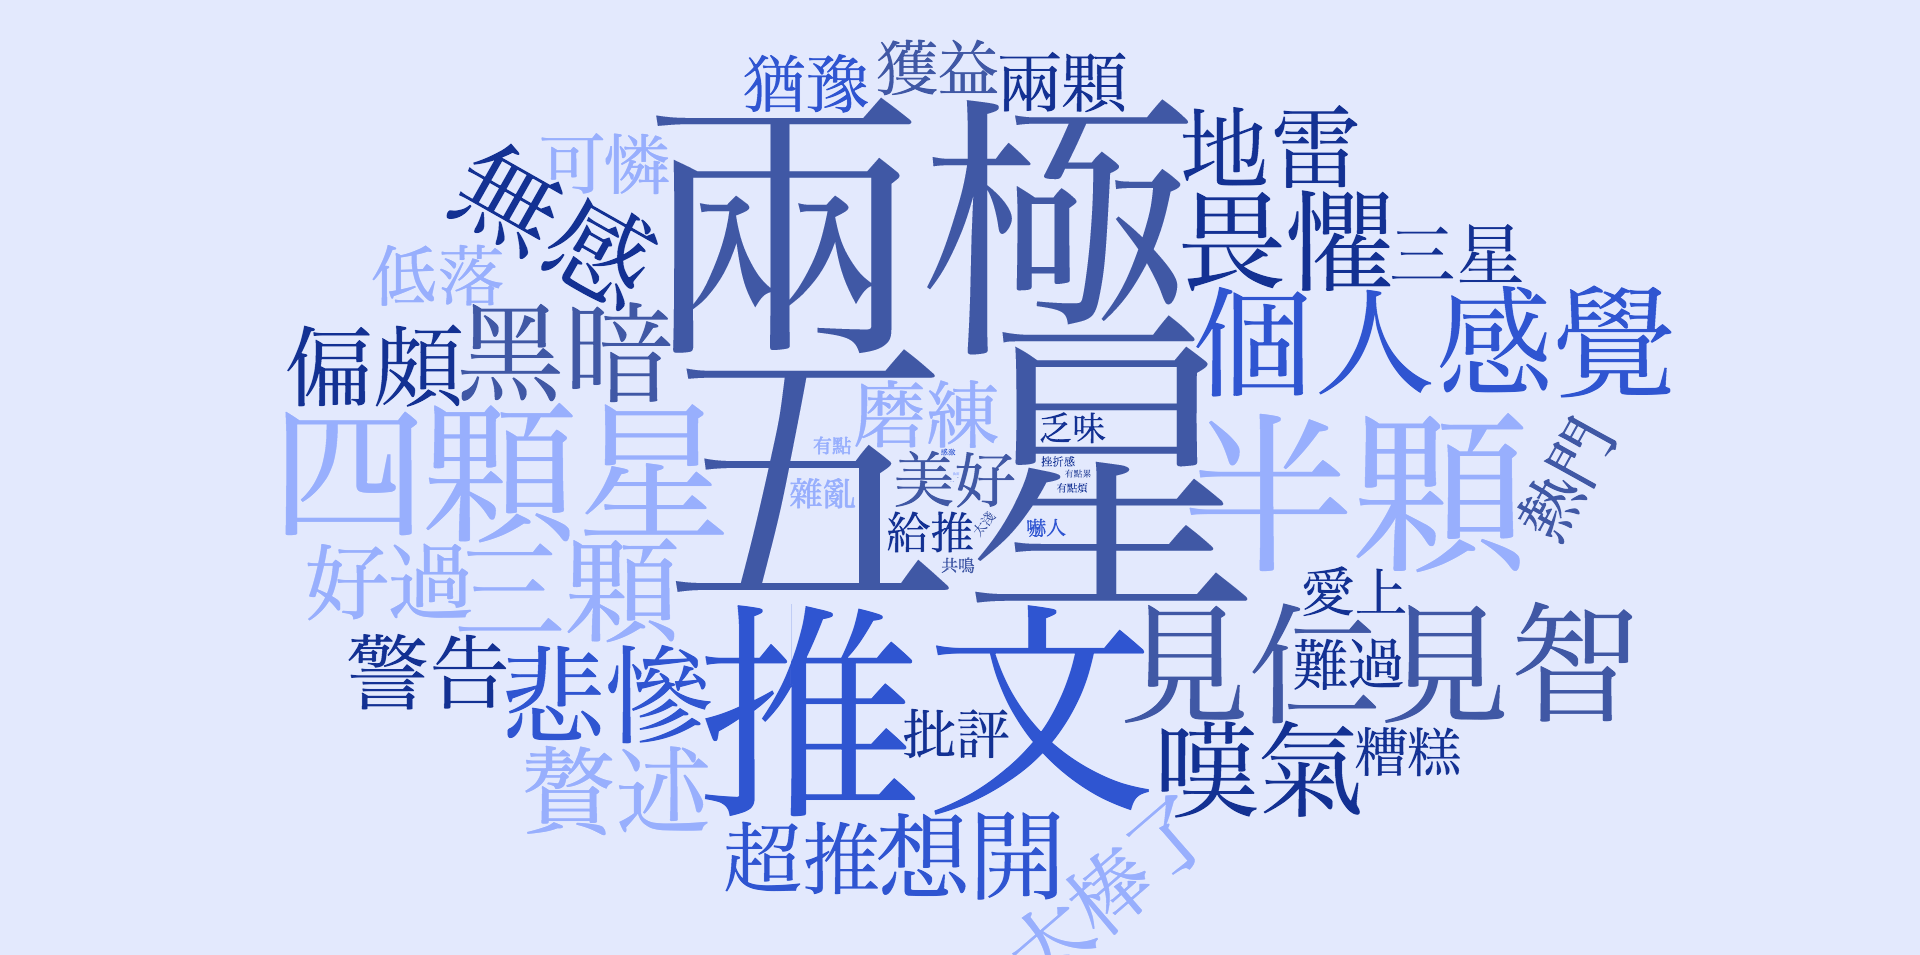 猶豫
獲益
兩顆
可憐
兩極
地雷
無感
畏懼
三星
低落
個人感覺
偏頗
黑暗
五星
磨練
乏味
四顆星
半顆
熱門
有點
感激
美好
挫折感
有點累
有點煩
雜亂
給推
太淺
嚇人
共鳴
好過
三顆
愛上
推文
見仁見智
難過
警告
悲慘
批評
嘆氣
糟糕
贅述
超推
想開
太棒了